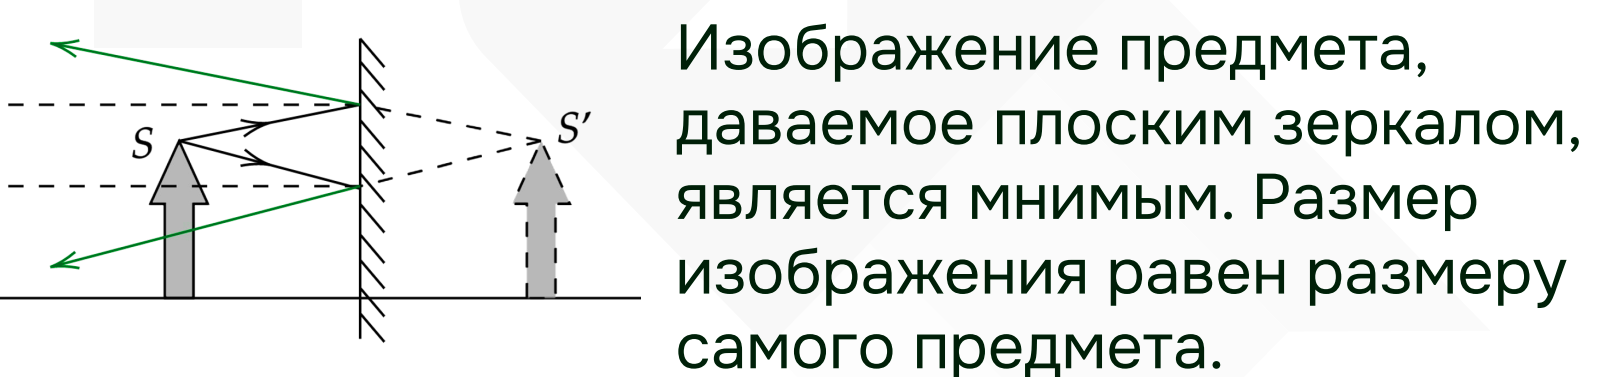 S
S′
Изображение предмета,
даваемое плоским зеркалом,
является мнимым. Размер
изображения равен размеру
самого предмета.